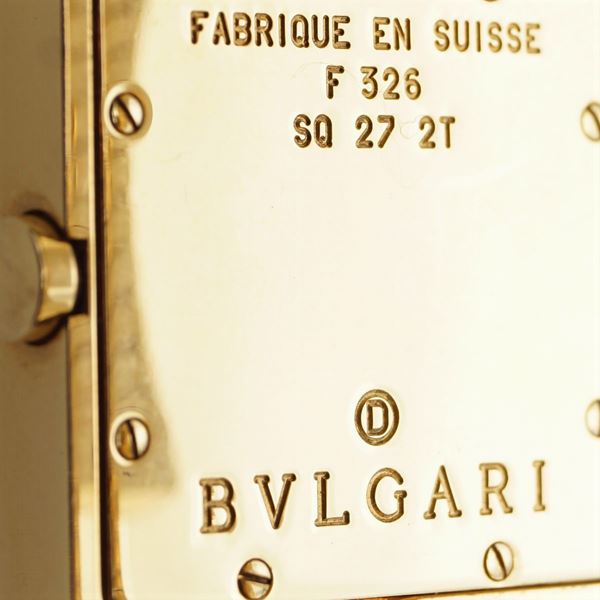 FABRIQUE EN SUISSE
F 326
SQ 27 2T
D
BVLGARI